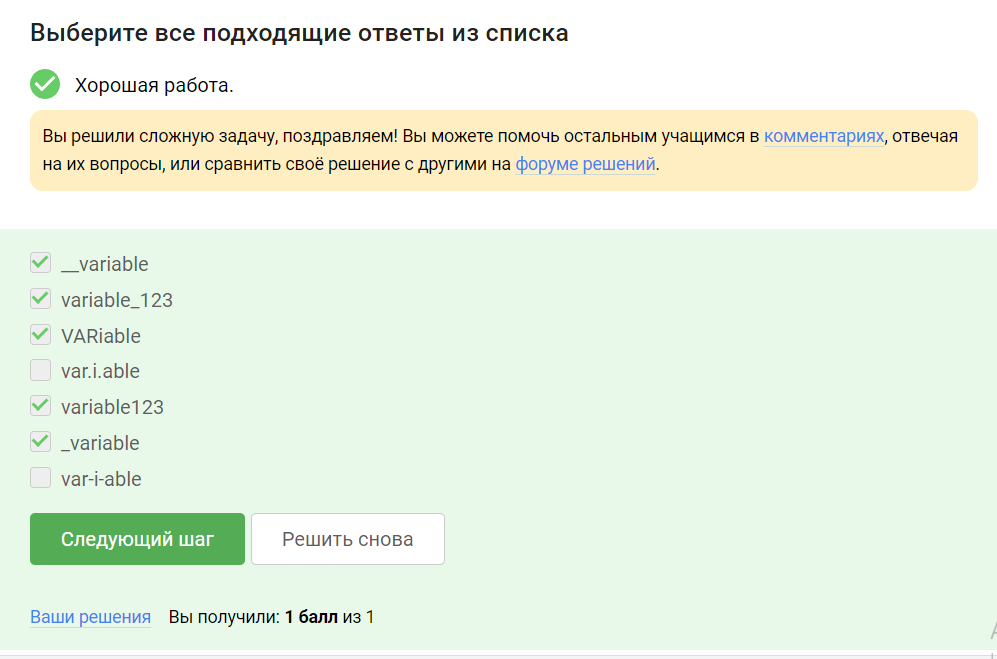 Выберите все подходящие ответы из списка
Хорошая работа.
Вы решили сложную задачу, поздравляем! Вы можете помочь остальным учащимся в комментариях, отвечая
на их вопросы, или сравнить своё решение с другими на форуме решений.
__variable
variable_123
VARiable
var.i.able
variable123
_variable
var-i-able
Следующий шаг Решить снова
Ваши решения Вы получили: 1 балл из 1